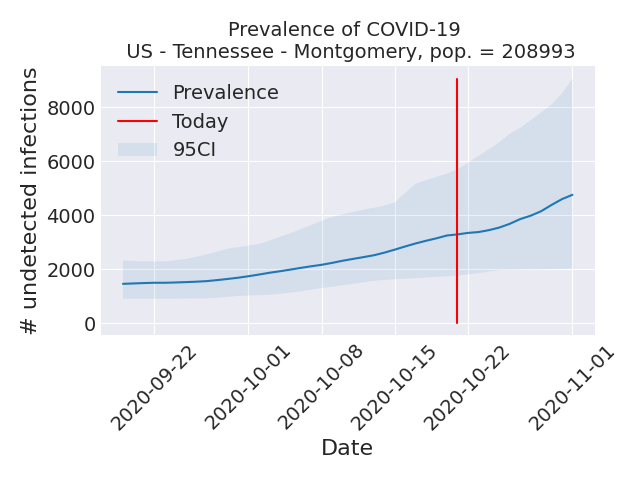 Prevalence of COVID-19
US - Tennessee - Montgomery, pop. = 208993
# undetected infections
8000
6000
4000
2000
0
Prevalence
Today
95CI
2020-09-22
2020-10-01
2020-10-08
2020-10-15
2020-10-22
2020-11-01
Date